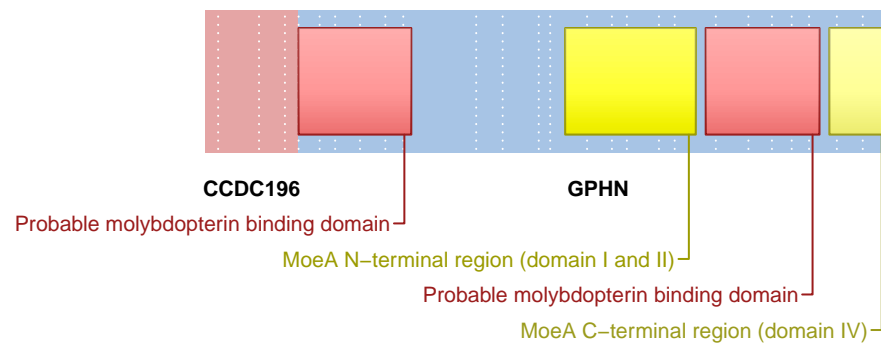 CCDC196
GPHN
Probable molybdopterin binding domain
MoeA N−terminal region (domain I and II)
Probable molybdopterin binding domain
MoeA C−terminal region (domain IV)